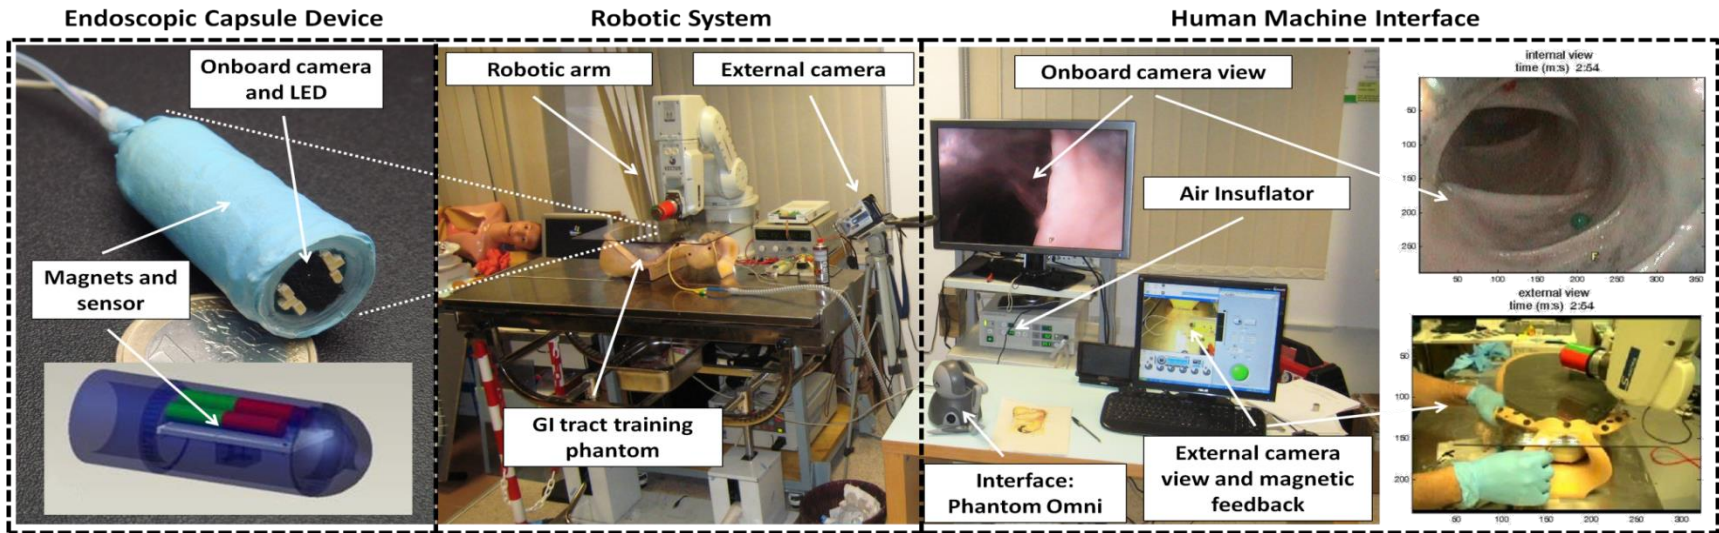 Endoscopic Capsule Device
Robotic System
Human Machine Interface
Onboard camera
and LED
Magnets and
sensor
Robotic arm
External camera
GI tract training
phantom
Onboard camera view
Air Insuflator
Interface:
Phantom Omni
External camera
view and magnetic
feedback
internal view
time (m:s) 2:54
50
100
150
200
250
50 100 150 200 250 300 350
F
external view
time (m:s) 2:54
50
100
150
200
50 100 150 200 250 300